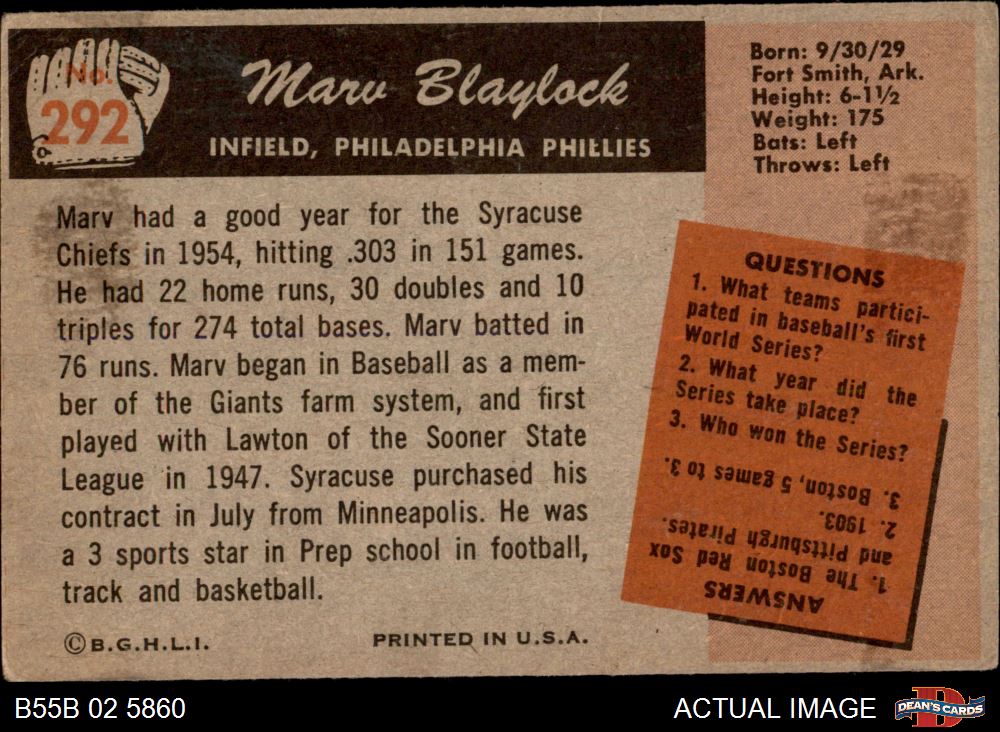 No.
292
Marv Blaylock
INFIELD, PHILADELPHIA PHILLIES
Born: 9/30/29
Fort Smith, Ark.
Height: 6-1½
Weight: 175
Bats: Left
Throws: Left
Marv had a good year for the Syracuse
Chiefs in 1954, hitting .303 in 151 games.
He had 22 home runs, 30 doubles and 10
triples for 274 total bases. Marv batted in
76 runs. Marv began in Baseball as a mem-
ber of the Giants farm system, and first
played with Lawton of the Sooner State
League in 1947. Syracuse purchased his
contract in July from Minneapolis. He was
a 3 sports star in Prep school in football,
track and basketball.
©B.G.H.L.I.
PRINTED IN U.S.A.
QUESTIONS
1. What teams partici-
pated in baseball's first
World Series?
2. What year did the
Series take place?
3. Who won the Series?
ANSWERS
1. The Boston Red Sox
and Pittsburgh Pirates.
2. 1903.
3. Boston, 5 games to 3.
B55B 02 5860
ACTUAL IMAGE
D
DEAN'S CARDS